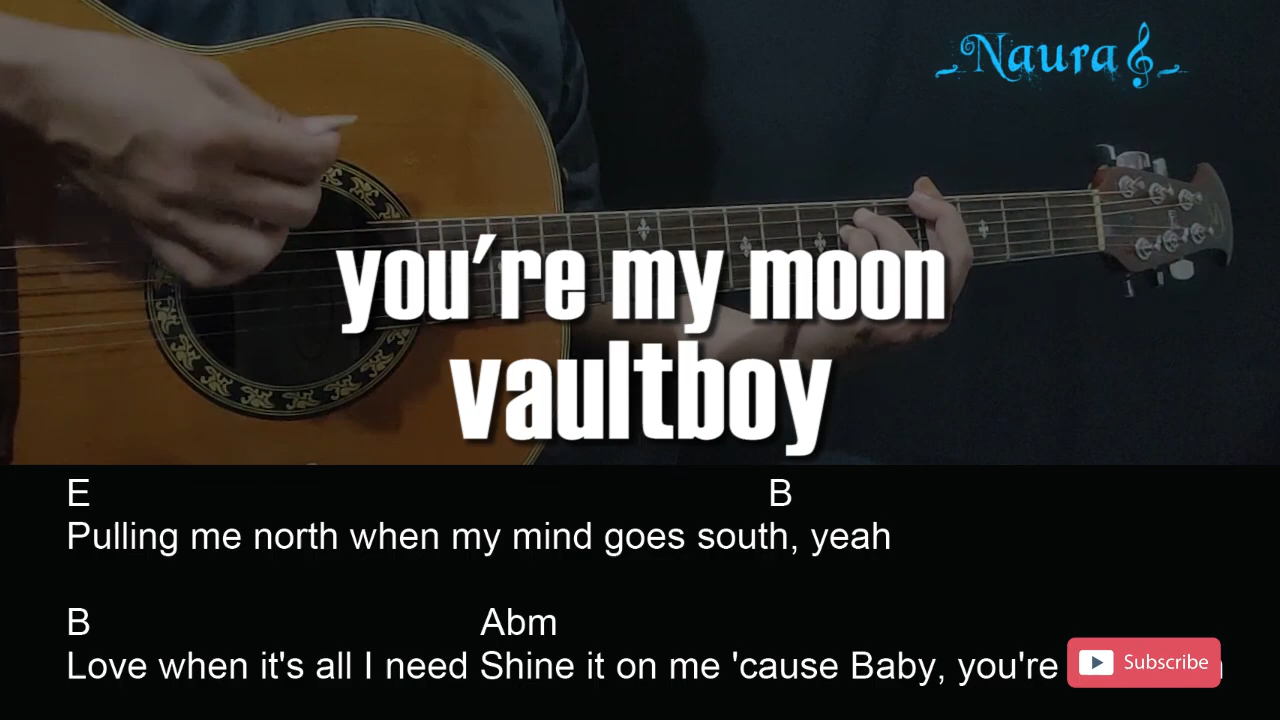 Naura
you're my moon
vaultboy
E B
Pulling me north when my mind goes south, yeah
B Abm
Love when it's all I need Shine it on me 'cause Baby, you're
Subscribe